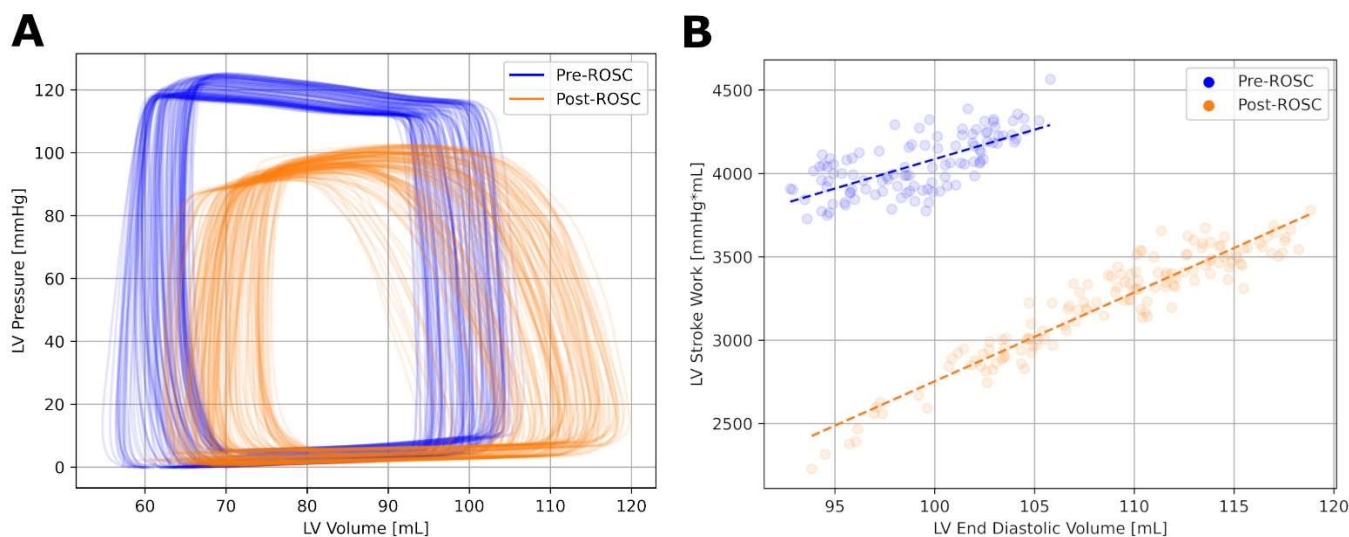 A
Pre-ROSC
Post-ROSC
LV Pressure [mmHg]
120
100
80
60
40
20
0
60 70 80 90 100 110 120
LV Volume [mL]
B
Pre-ROSC
Post-ROSC
LV Stroke Work [mmHg*mL]
4500
4000
3500
3000
2500
95 100 105 110 115 120
LV End Diastolic Volume [mL]